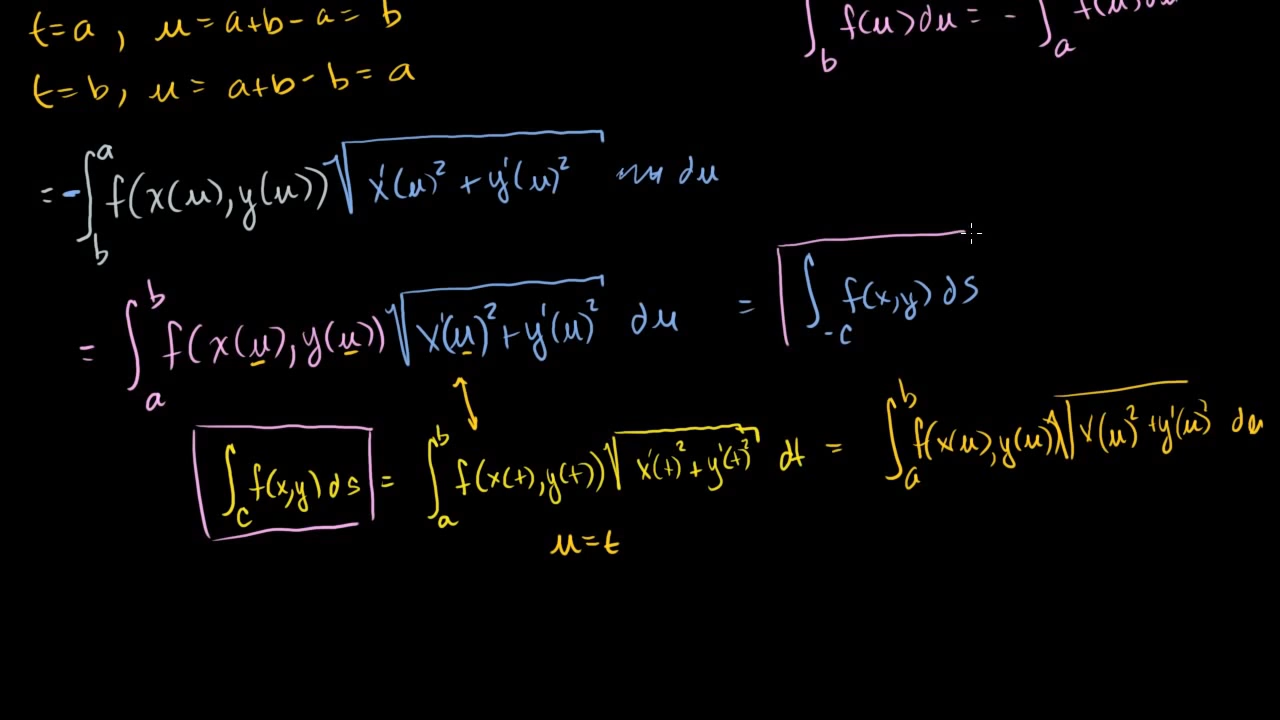 t=a, u=a+b-a=b
∫_b f(u)du = -∫_a f(u)du
t=b, u=a+b-b=a
= -∫_b^a f(x(u),y(u))√(x'(u)²+y'(u)²) du
= ∫_a^b f(x(u),y(u))√(x'(u)²+y'(u)²) du = ∫_{-C} f(x,y)ds
∫_C f(x,y)ds = ∫_a^b f(x(t),y(t))√(x'(t)²+y'(t)²) dt = ∫_a^b f(x(u),y(u))√(x'(u)²+y'(u)²) du
u=t